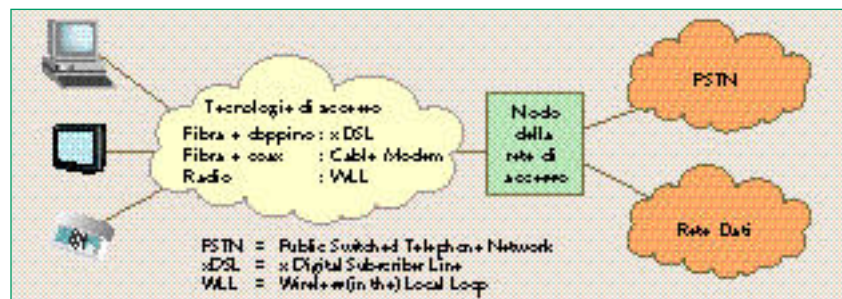 Tecnologie di accesso
Fibra + doppino : xDSL
Fibra + coax : Cable Modem
Radio : WLL
Nodo
della
rete di
accesso
PSTN
Rete Dati
PSTN = Public Switched Telephone Network
xDSL = x Digital Subscriber Line
WLL = Wireless (in the) Local Loop